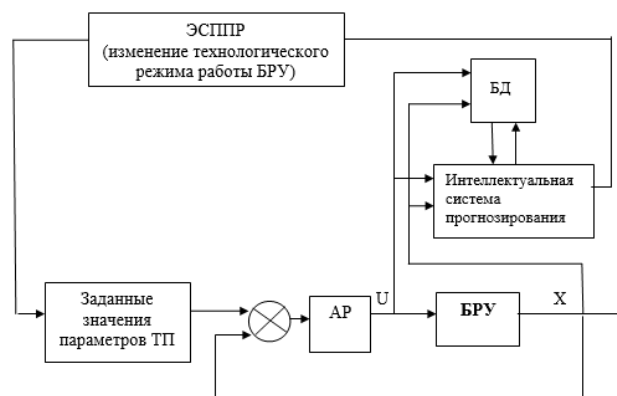 ЭСППР
(изменение технологического
режима работы БРУ)
БД
Интеллектуальная
система
прогнозирования
Заданные
значения
параметров ТП
АР
U
БРУ
X